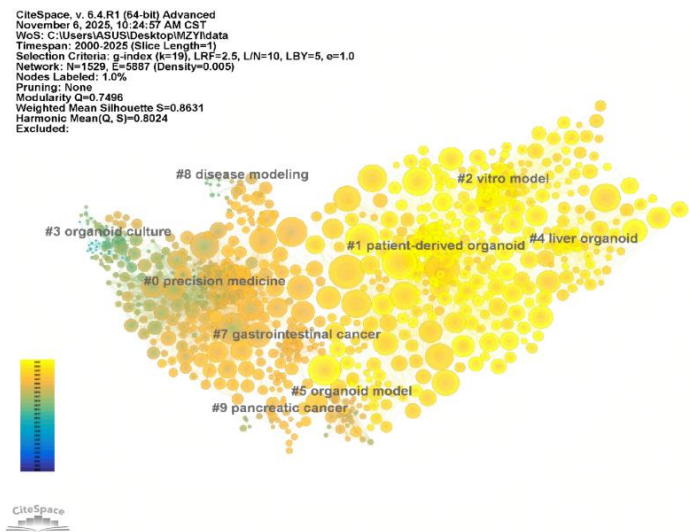 CiteSpace, v. 6.4.R1 (64-bit) Advanced
November 6, 2025, 10:24:57 AM CST
WoS: C:\Users\ASUS\Desktop\MZYI\data
Timespan: 2000-2025 (Slice Length=1)
Selection Criteria: g-index (k=19), LRF=2.5, L/N=10, LBY=5, e=1.0
Network: N=1529, E=5887 (Density=0.005)
Nodes Labeled: 1.0%
Pruning: None
Modularity Q=0.7496
Weighted Mean Silhouette S=0.8631
Harmonic Mean(Q, S)=0.8024
Excluded:
#8 disease modeling
#2 vitro model
#3 organoid culture
#1 patient-derived organoid
#4 liver organoid
#0 precision medicine
#7 gastrointestinal cancer
#5 organoid model
#9 pancreatic cancer
CiteSpace